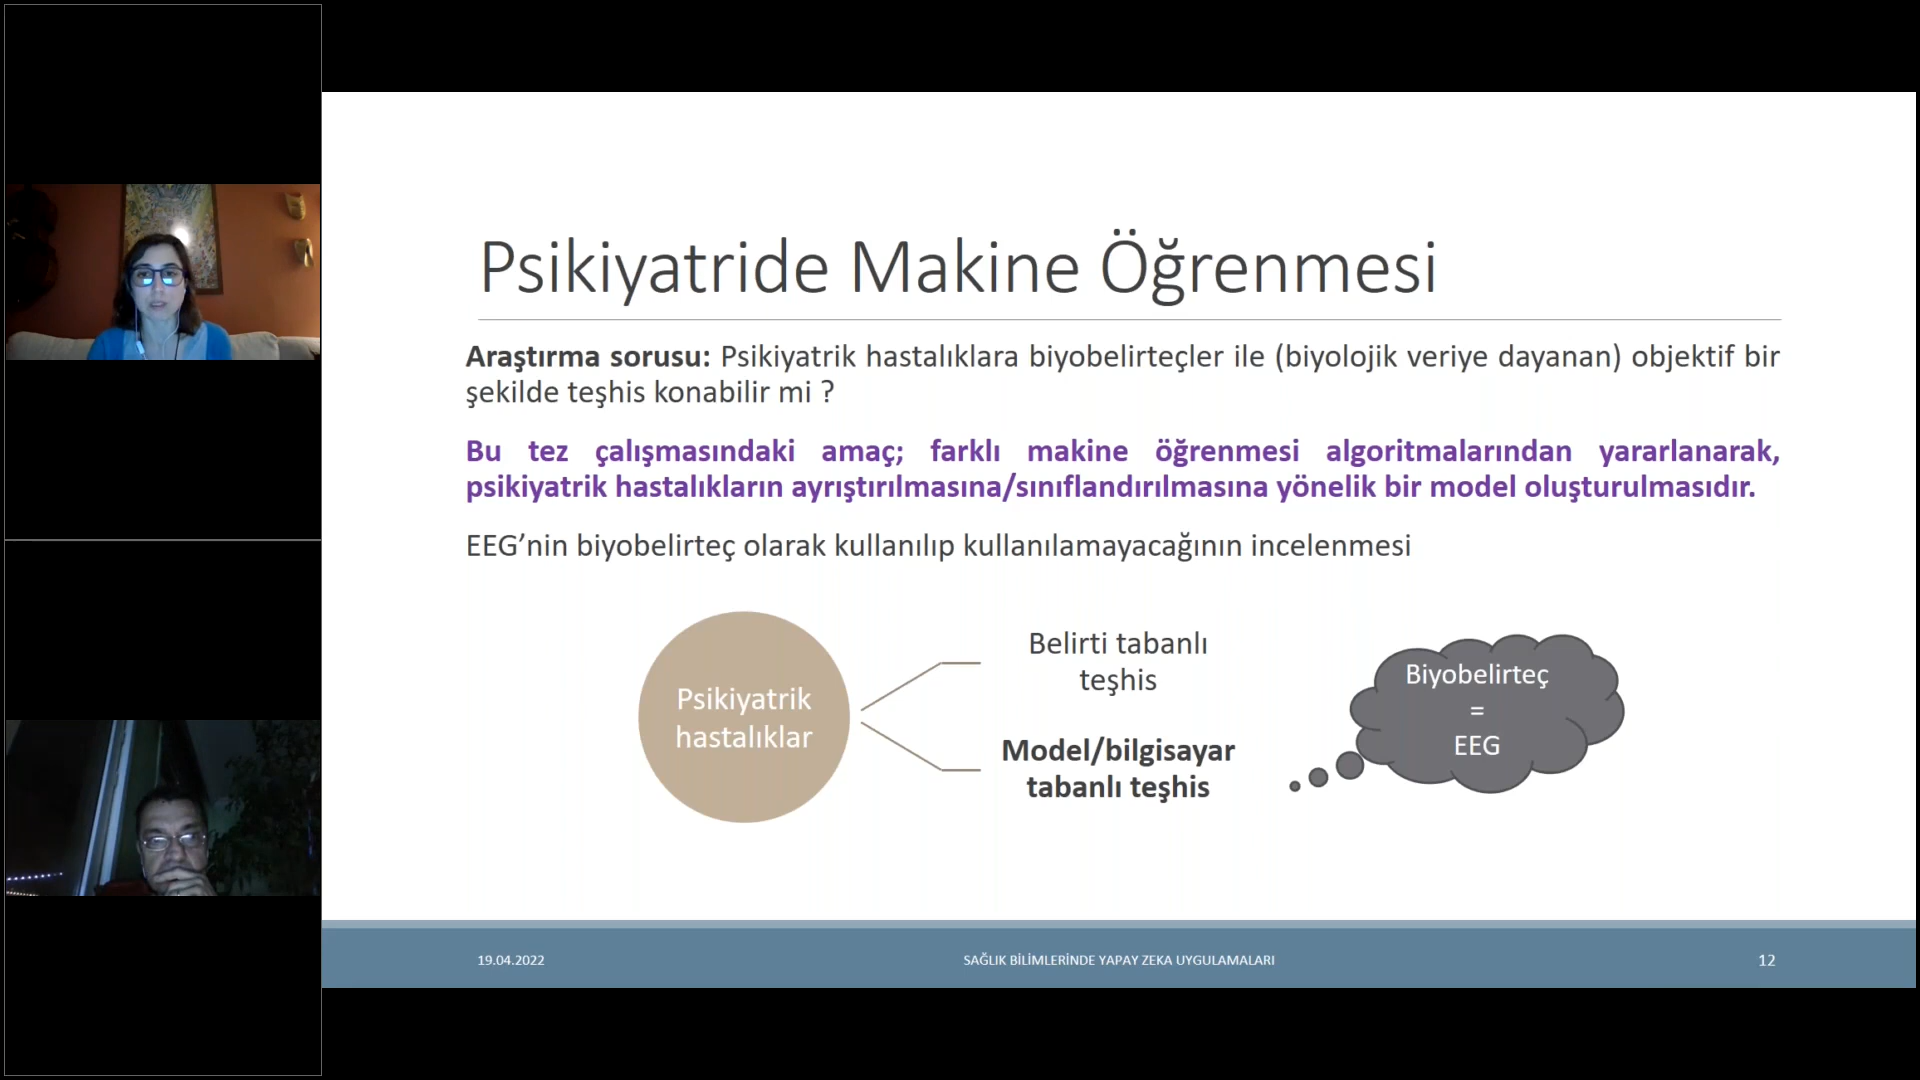 Psikiyatride Makine Öğrenmesi
Araştırma sorusu: Psikiyatrik hastalıklara biyobelirteçler ile (biyolojik veriye dayanan) objektif bir
şekilde teşhis konabilir mi ?
Bu tez çalışmasındaki amaç; farklı makine öğrenmesi algoritmalarından yararlanarak,
psikiyatrik hastalıkların ayrıştırılmasına/sınıflandırılmasına yönelik bir model oluşturulmasıdır.
EEG’nin biyobelirteç olarak kullanılıp kullanılamayacağının incelenmesi
Psikiyatrik
hastalıklar
Belirti tabanlı
teşhis
Model/bilgisayar
tabanlı teşhis
Biyobelirteç
=
EEG
19.04.2022
SAĞLIK BİLİMLERİNDE YAPAY ZEKA UYGULAMALARI
12